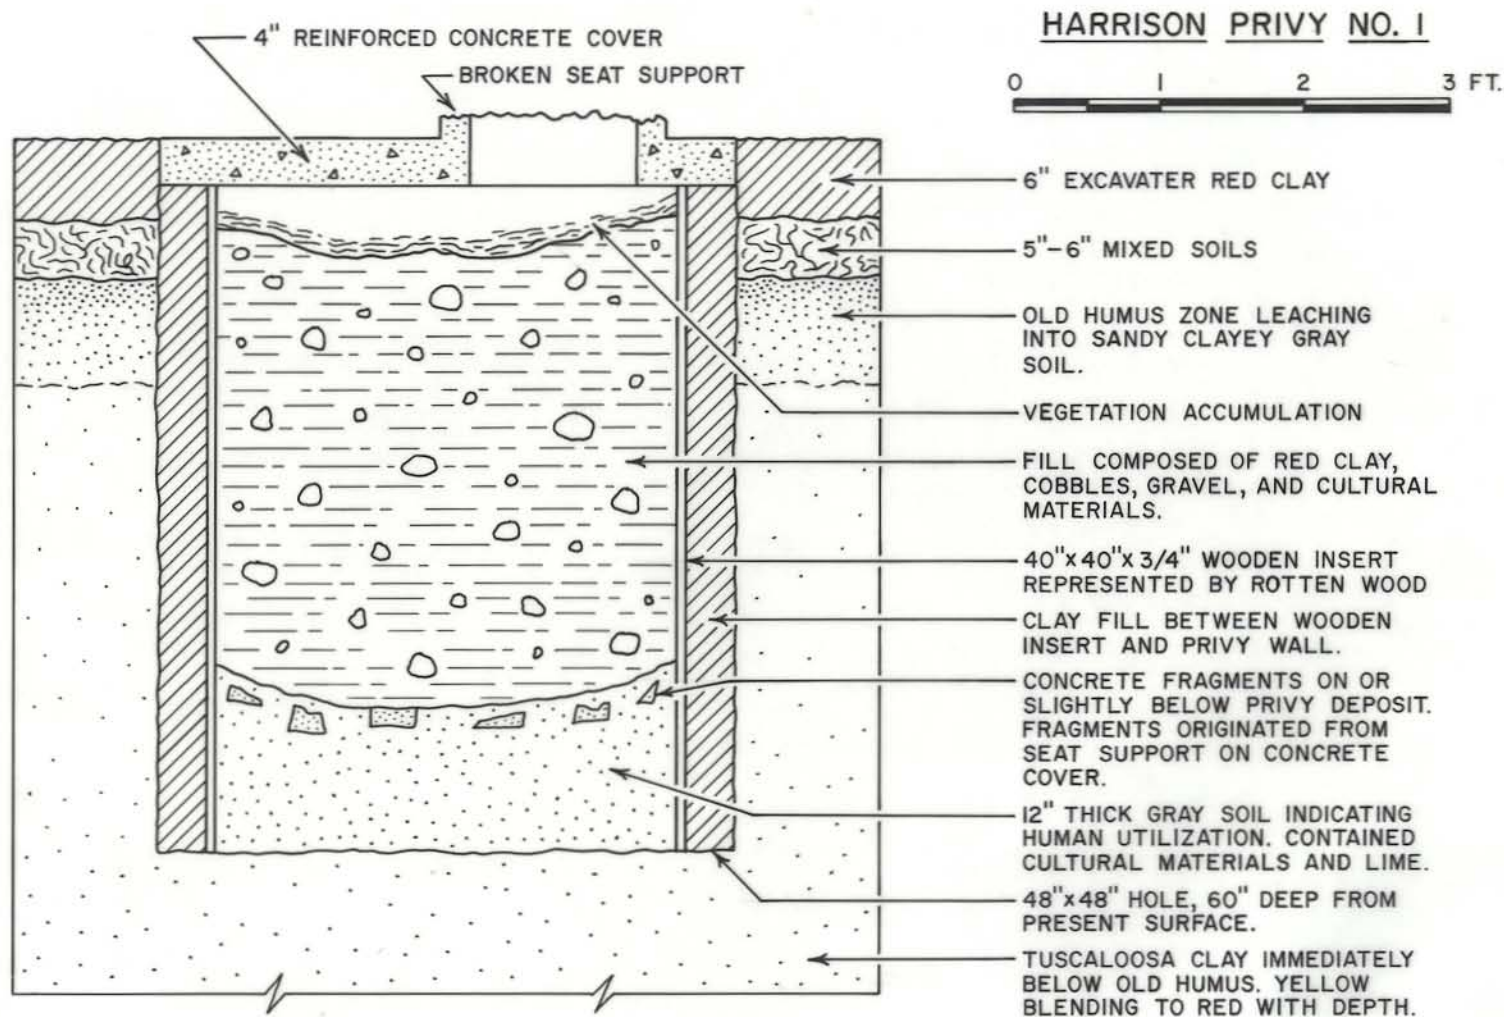 HARRISON PRIVY NO. 1
4" REINFORCED CONCRETE COVER
BROKEN SEAT SUPPORT
0 1 2 3 FT.
6" EXCAVATER RED CLAY
5"-6" MIXED SOILS
OLD HUMUS ZONE LEACHING
INTO SANDY CLAYEY GRAY
SOIL.
VEGETATION ACCUMULATION
FILL COMPOSED OF RED CLAY,
COBBLES, GRAVEL, AND CULTURAL
MATERIALS.
40"x40"x3/4" WOODEN INSERT
REPRESENTED BY ROTTEN WOOD
CLAY FILL BETWEEN WOODEN
INSERT AND PRIVY WALL.
CONCRETE FRAGMENTS ON OR
SLIGHTLY BELOW PRIVY DEPOSIT.
FRAGMENTS ORIGINATED FROM
SEAT SUPPORT ON CONCRETE
COVER.
12" THICK GRAY SOIL INDICATING
HUMAN UTILIZATION. CONTAINED
CULTURAL MATERIALS AND LIME.
48"x48" HOLE, 60" DEEP FROM
PRESENT SURFACE.
TUSCALOOSA CLAY IMMEDIATELY
BELOW OLD HUMUS. YELLOW
BLENDING TO RED WITH DEPTH.